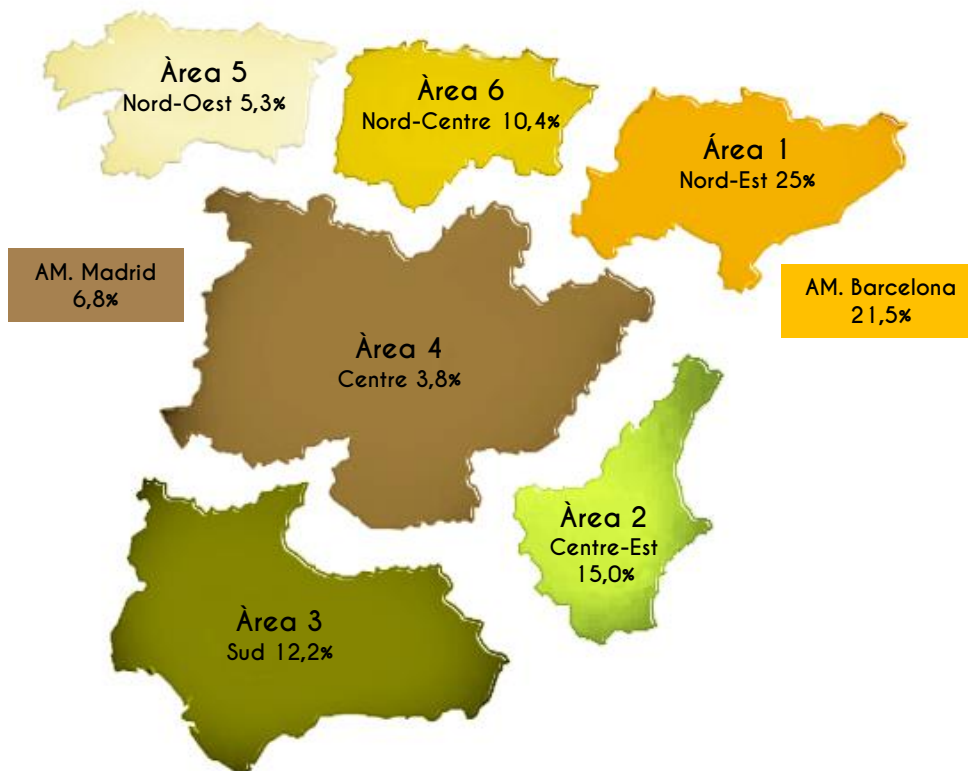 Àrea 5
Nord-Oest 5,3%
Àrea 6
Nord-Centre 10,4%
Área 1
Nord-Est 25%
AM. Madrid
6,8%
AM. Barcelona
21,5%
Àrea 4
Centre 3,8%
Àrea 2
Centre-Est
15,0%
Àrea 3
Sud 12,2%